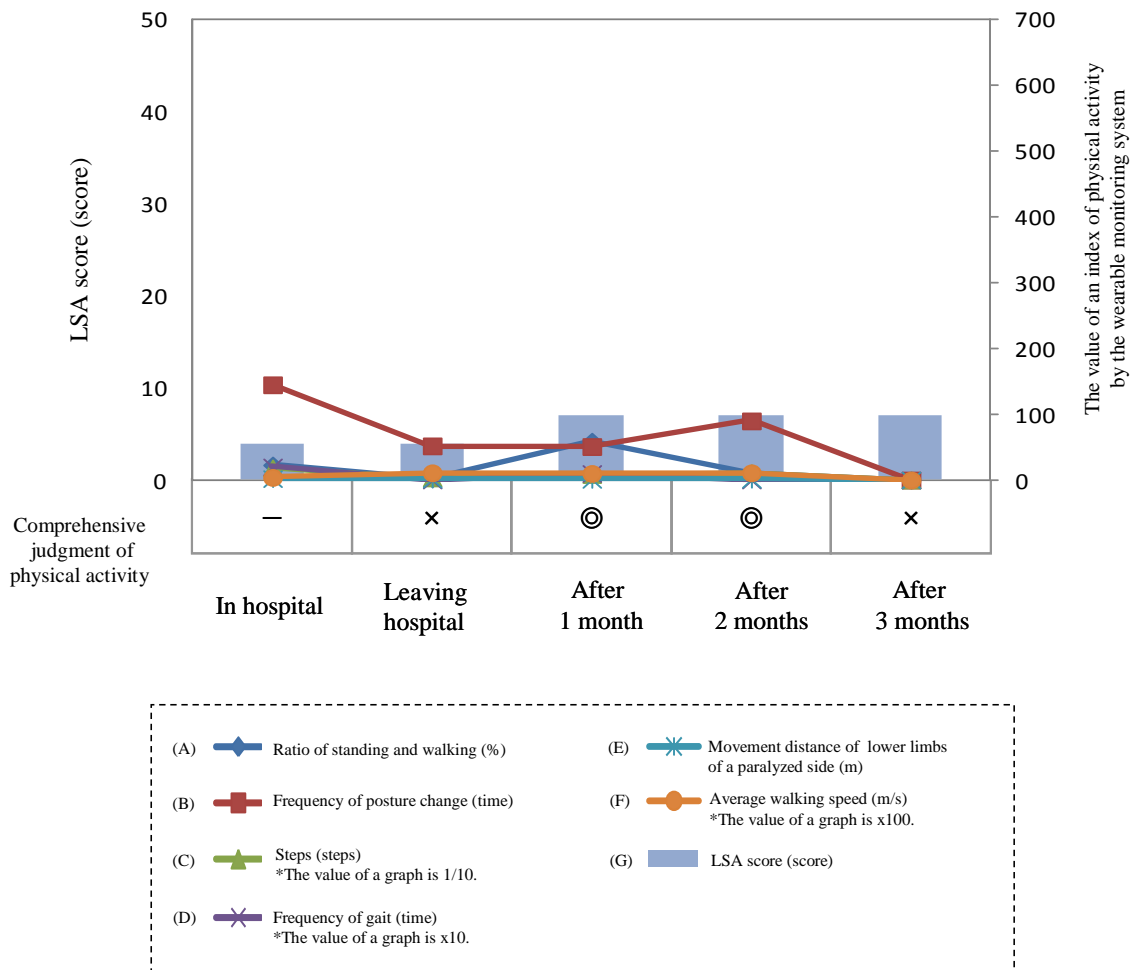 50
40
30
20
10
0
LSA score (score)
700
600
500
400
300
200
100
0
The value of an index of physical activity
by the wearable monitoring system
Comprehensive
judgment of
physical activity
— × ◎ ◎ ×
In hospital
Leaving
hospital
After
1 month
After
2 months
After
3 months
(A) Ratio of standing and walking (%)
(B) Frequency of posture change (time)
(C) Steps (steps)
*The value of a graph is 1/10.
(D) Frequency of gait (time)
*The value of a graph is x10.
(E) Movement distance of lower limbs
of a paralyzed side (m)
(F) Average walking speed (m/s)
*The value of a graph is x100.
(G) LSA score (score)